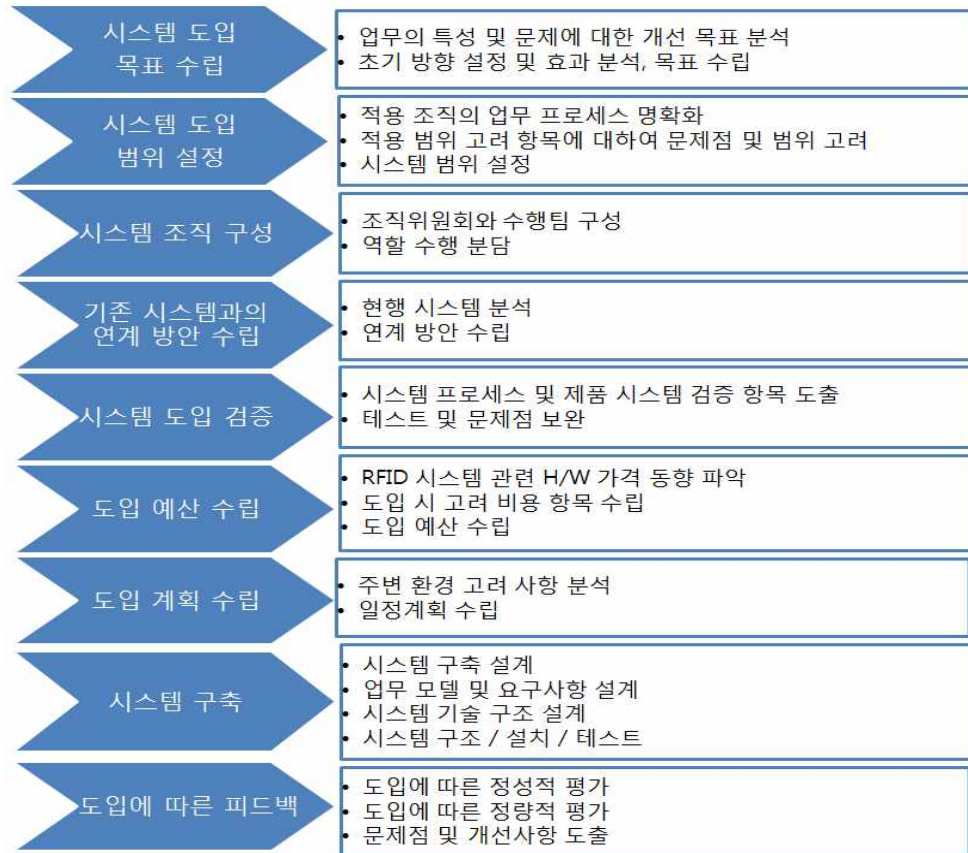 시스템 도입
목표 수립
• 업무의 특성 및 문제에 대한 개선 목표 분석
• 초기 방향 설정 및 효과 분석, 목표 수립
시스템 도입
범위 설정
• 적용 조직의 업무 프로세스 명확화
• 적용 범위 고려 항목에 대하여 문제점 및 범위 고려
• 시스템 범위 설정
시스템 조직 구성
• 조직위원회와 수행팀 구성
• 역할 수행 분담
기존 시스템과의
연계 방안 수립
• 현행 시스템 분석
• 연계 방안 수립
시스템 도입 검증
• 시스템 프로세스 및 제품 시스템 검증 항목 도출
• 테스트 및 문제점 보완
도입 예산 수립
• RFID 시스템 관련 H/W 가격 동향 파악
• 도입 시 고려 비용 항목 수립
• 도입 예산 수립
도입 계획 수립
• 주변 환경 고려 사항 분석
• 일정계획 수립
시스템 구축
• 시스템 구축 설계
• 업무 모델 및 요구사항 설계
• 시스템 기술 구조 설계
• 시스템 구조 / 설치 / 테스트
도입에 따른 피드백
• 도입에 따른 정성적 평가
• 도입에 따른 정량적 평가
• 문제점 및 개선사항 도출